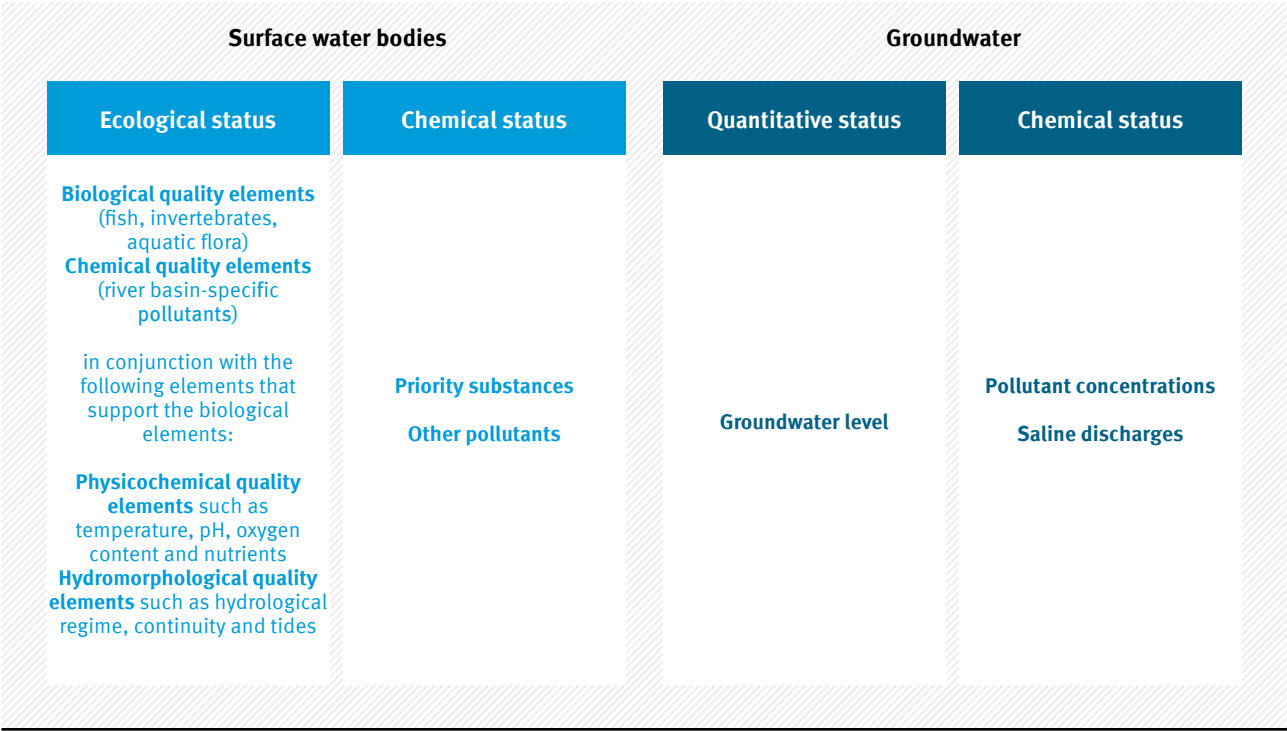 Surface water bodies
Groundwater
Ecological status
Chemical status
Quantitative status
Chemical status
Biological quality elements
(fish, invertebrates,
aquatic flora)
Chemical quality elements
(river basin-specific
pollutants)
in conjunction with the
following elements that
support the biological
elements:
Physicochemical quality
elements such as
temperature, pH, oxygen
content and nutrients
Hydromorphological quality
elements such as hydrological
regime, continuity and tides
Priority substances
Other pollutants
Groundwater level
Pollutant concentrations
Saline discharges